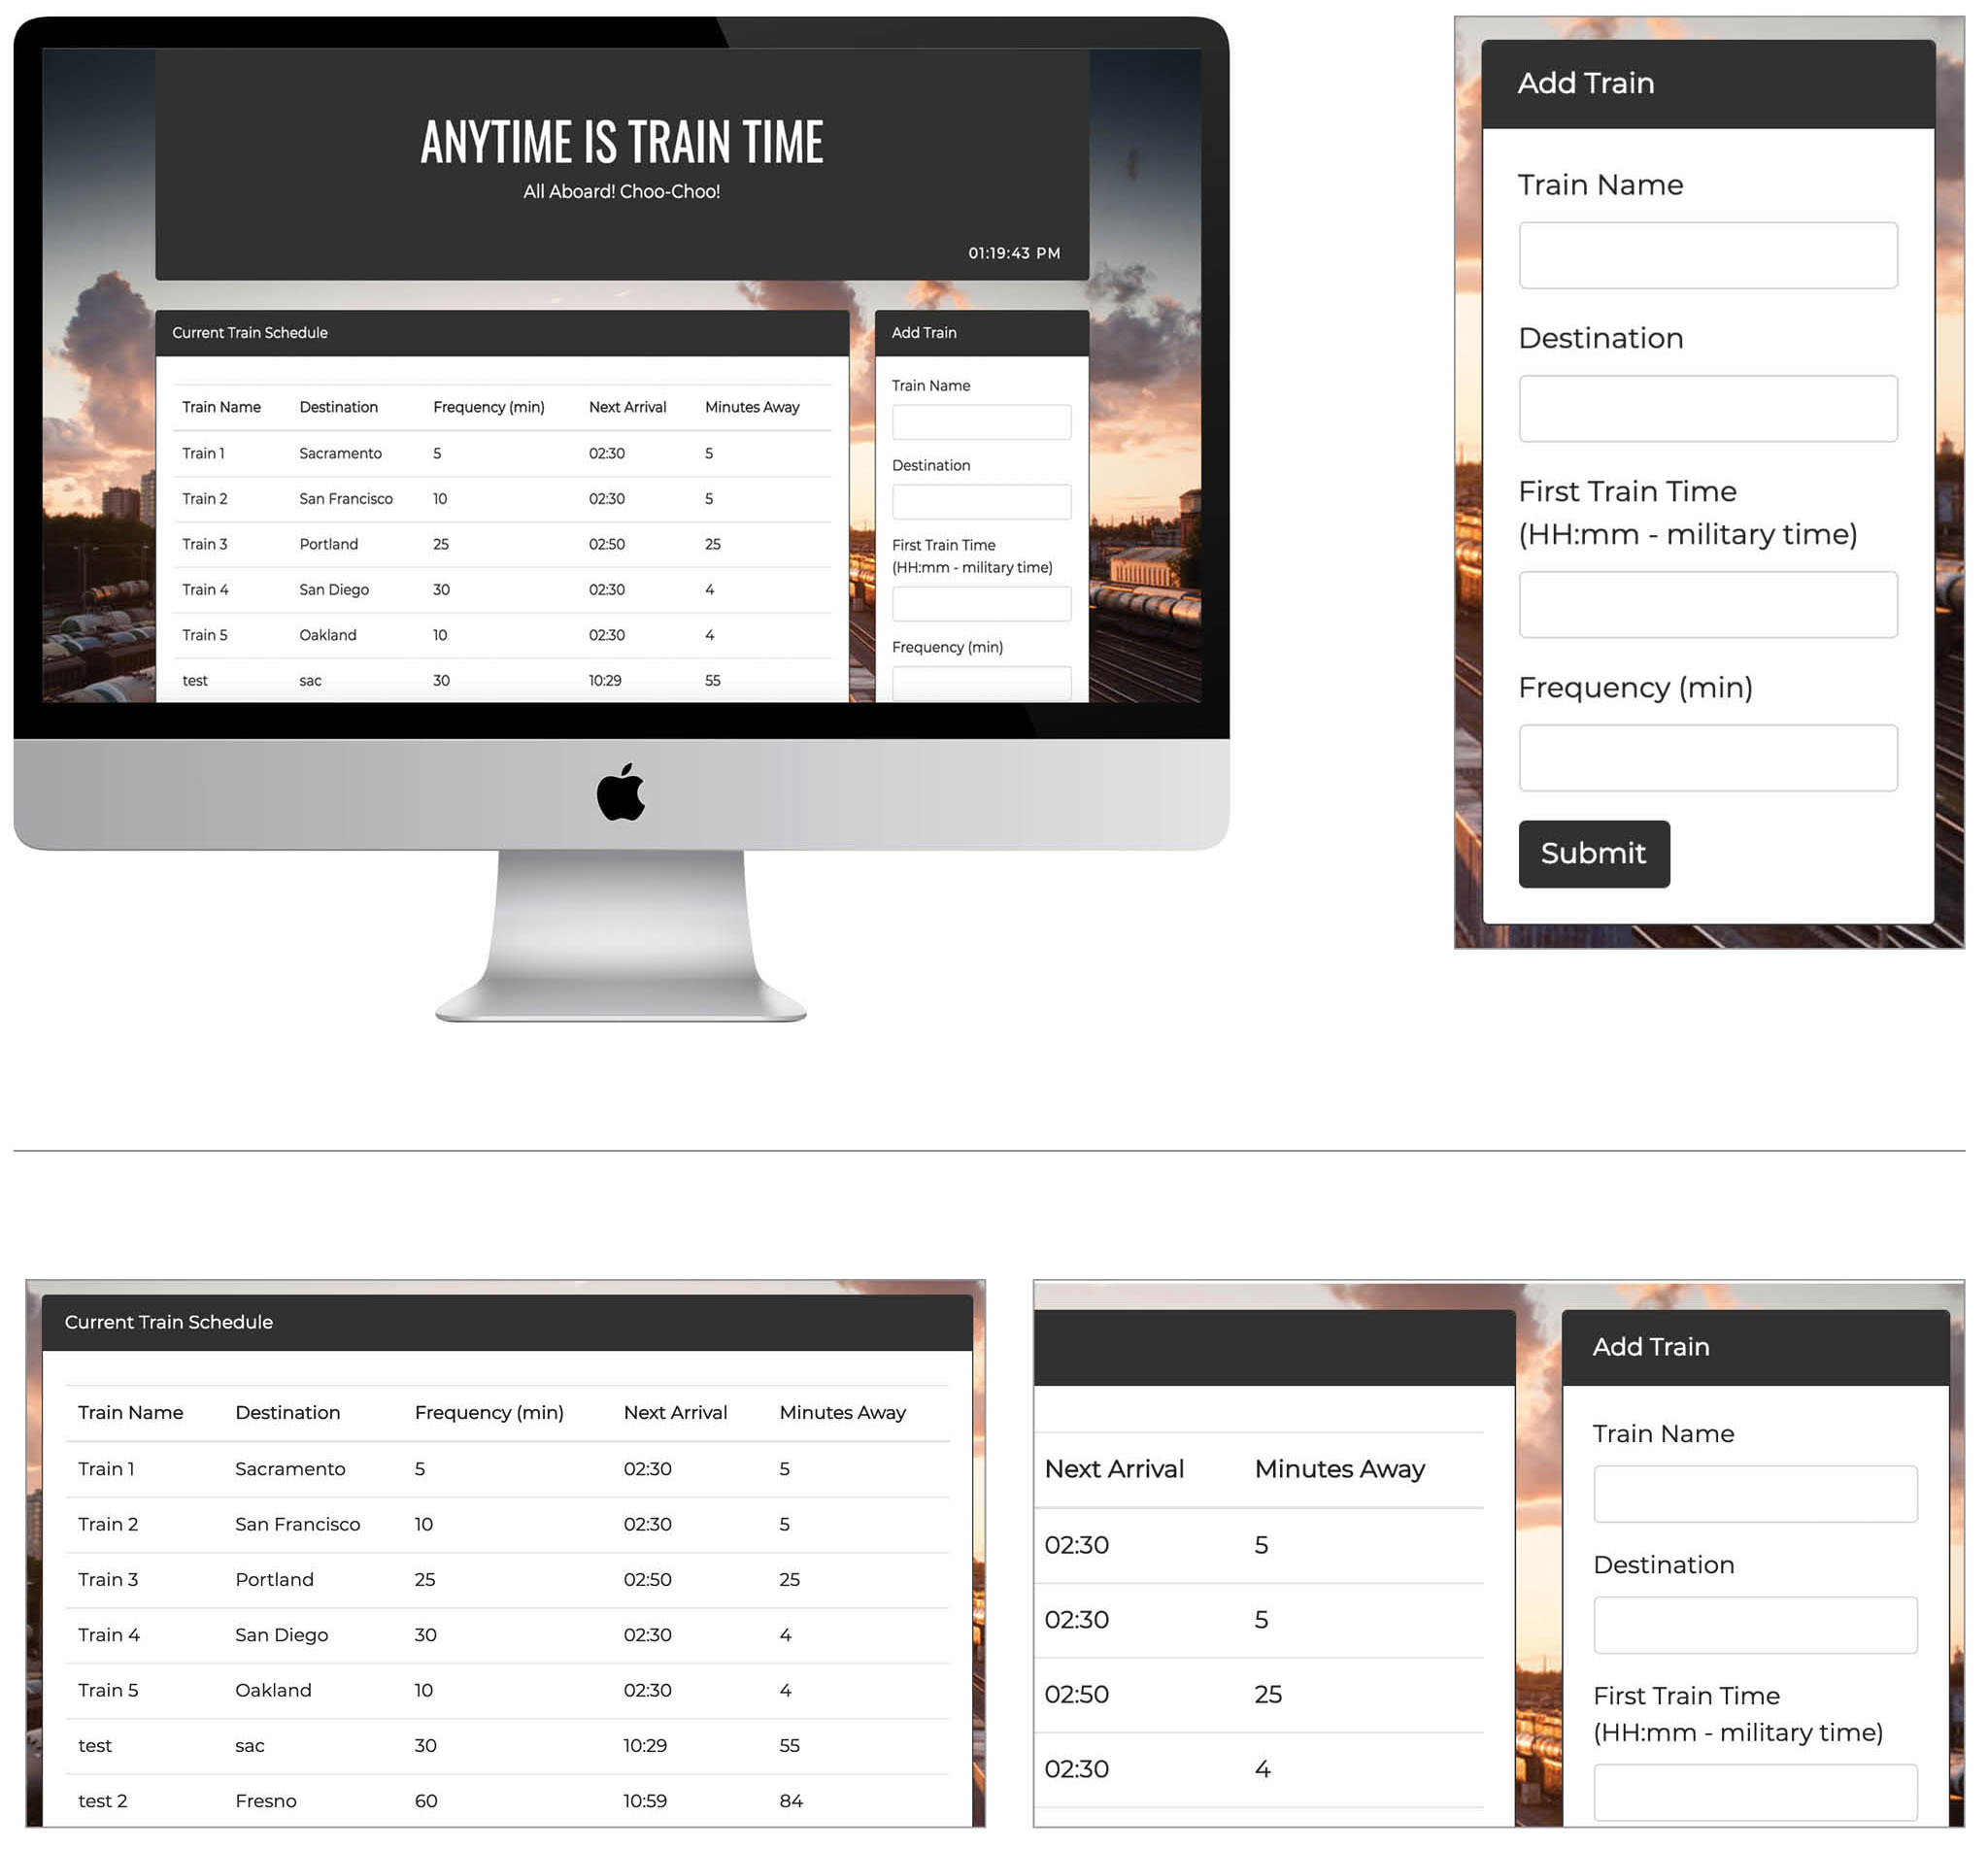 ANYTIME IS TRAIN TIME
All Aboard! Choo-Choo!
01:19:43 PM
Current Train Schedule
Train Name Destination Frequency (min) Next Arrival Minutes Away
Train 1 Sacramento 5 02:30 5
Train 2 San Francisco 10 02:30 5
Train 3 Portland 25 02:50 25
Train 4 San Diego 30 02:30 4
Train 5 Oakland 10 02:30 4
test sac 30 10:29 55
Add Train
Train Name
Destination
First Train Time
(HH:mm - military time)
Frequency (min)
Add Train
Train Name
Destination
First Train Time
(HH:mm - military time)
Frequency (min)
Submit
Current Train Schedule
Train Name Destination Frequency (min) Next Arrival Minutes Away
Train 1 Sacramento 5 02:30 5
Train 2 San Francisco 10 02:30 5
Train 3 Portland 25 02:50 25
Train 4 San Diego 30 02:30 4
Train 5 Oakland 10 02:30 4
test sac 30 10:29 55
test 2 Fresno 60 10:59 84
Next Arrival Minutes Away
02:30 5
02:30 5
02:50 25
02:30 4
Add Train
Train Name
Destination
First Train Time
(HH:mm - military time)